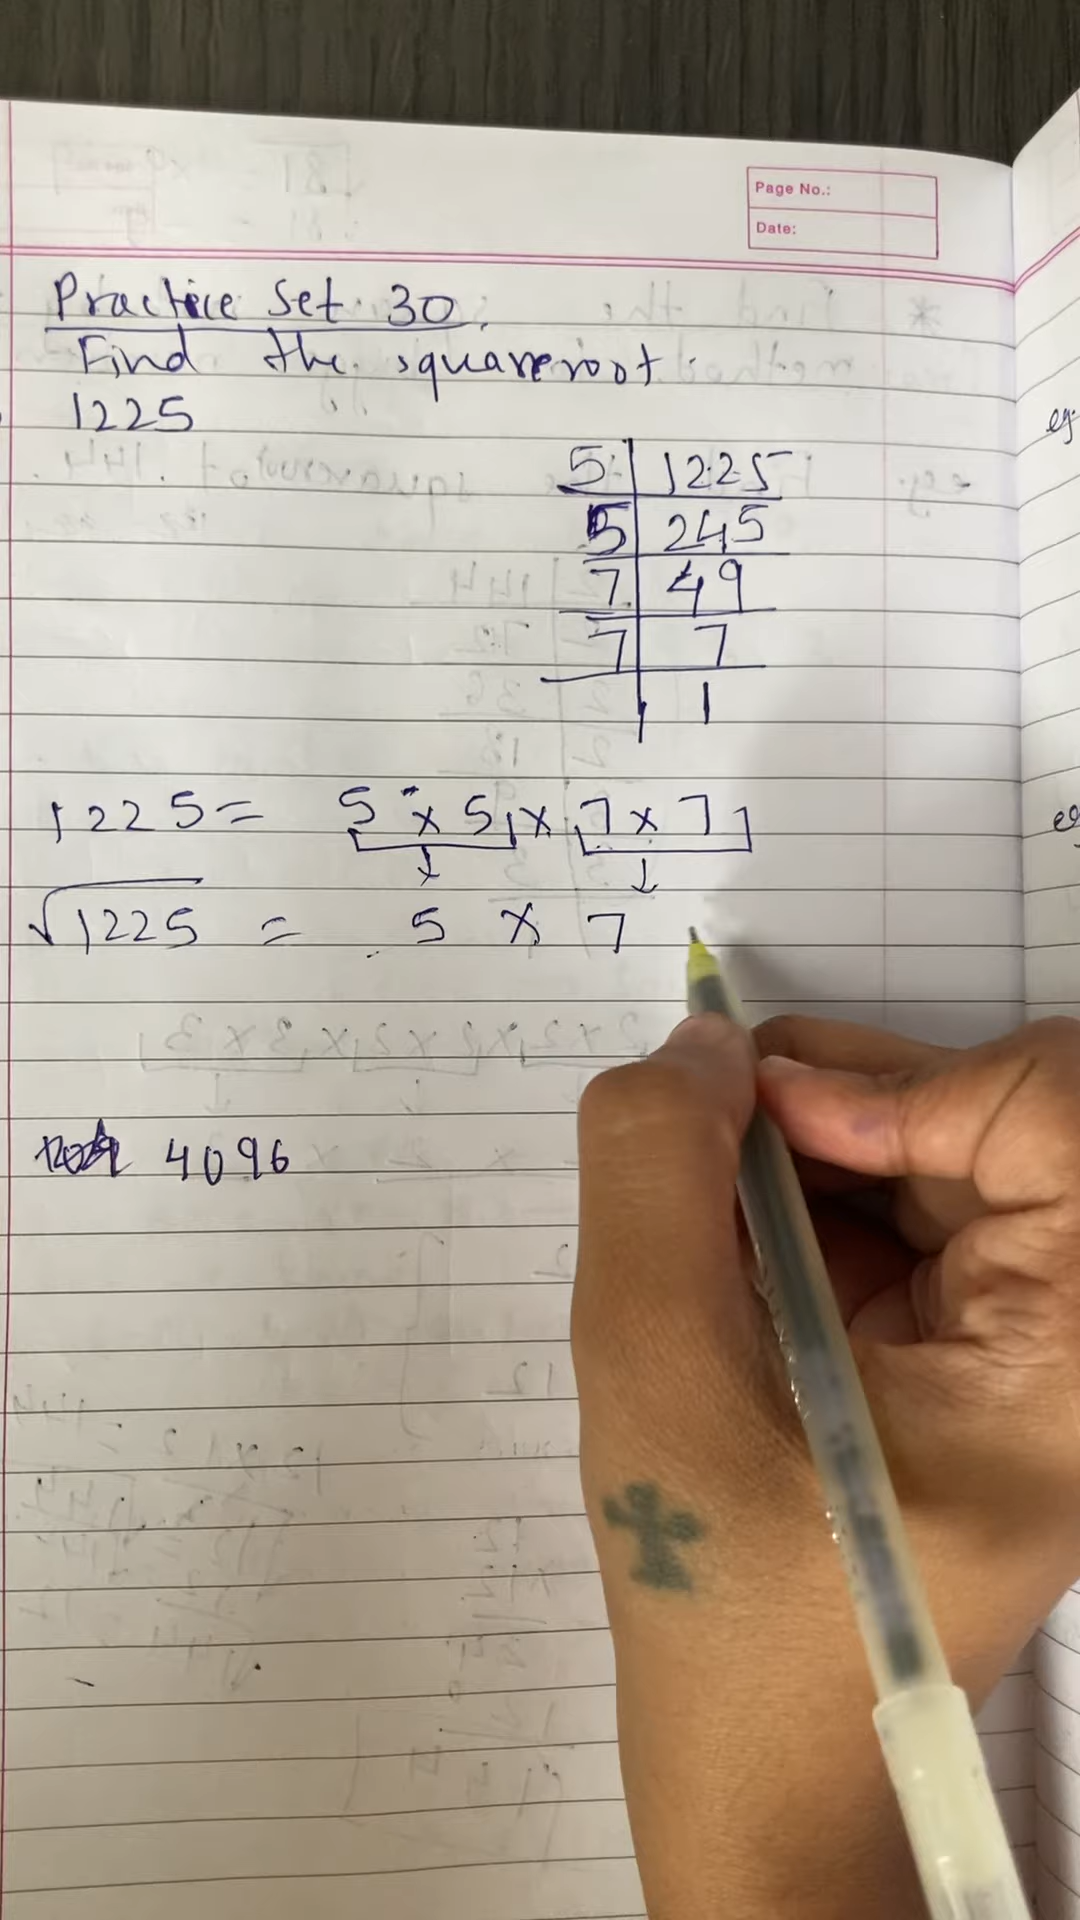 Page No.:
Date:
Practice Set 30.
Find the squareroot.
1225
5 | 1225
5 | 245
7 | 49
7 | 7
1
1225 = 5 × 5 × 7 × 7
√1225 = 5 × 7
4096
eg: